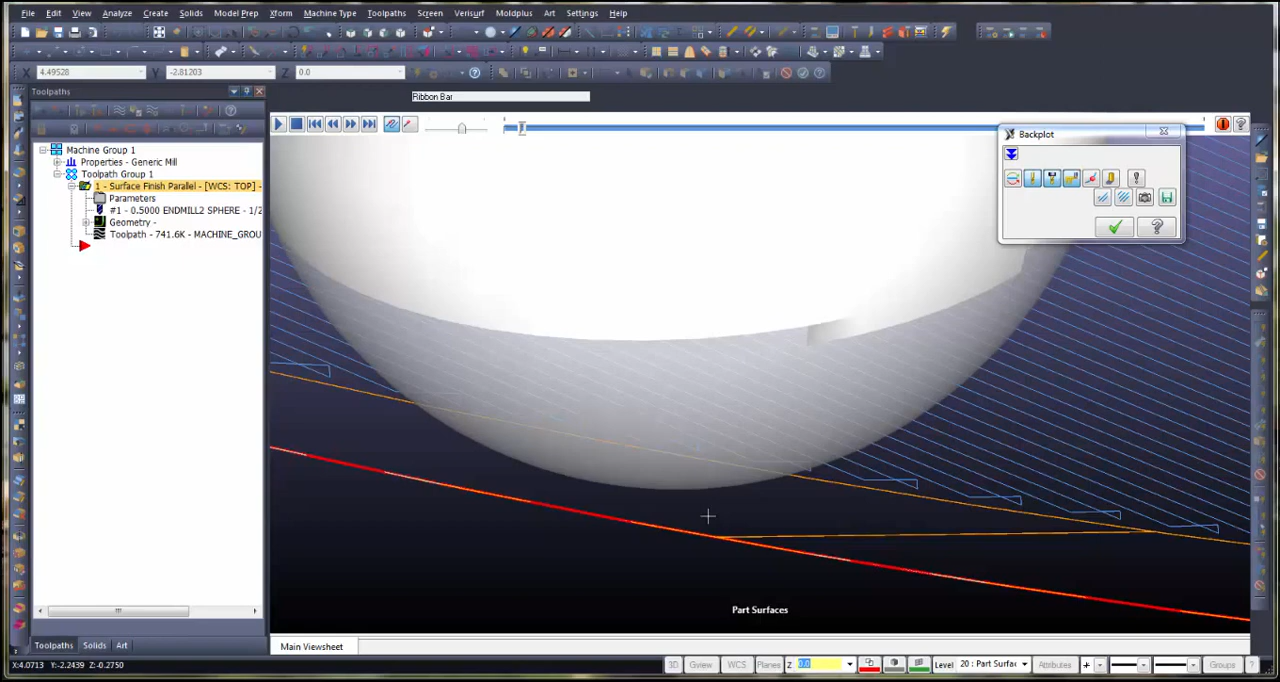 File Edit View Analyze Create Solids Model Prep Xform Machine Type Toolpaths Screen Verisurf Moldplus Art Settings Help
X 4.49528 Y -2.81203 Z 0.0
Toolpaths
Ribbon Bar
Backplot
Machine Group 1
Properties - Generic Mill
Toolpath Group 1
1 - Surface Finish Parallel - [WCS: TOP] -
Parameters
#1 - 0.5000 ENDMILL2 SPHERE - 1/2
Geometry -
Toolpath - 741.6K - MACHINE_GROU
Part Surfaces
Toolpaths Solids Art
Main Viewsheet
X:4.0713 Y:-2.2439 Z:-0.2750
3D Gview WCS Planes Z 0.0 Level 20 : Part Surfac Attributes Groups ?